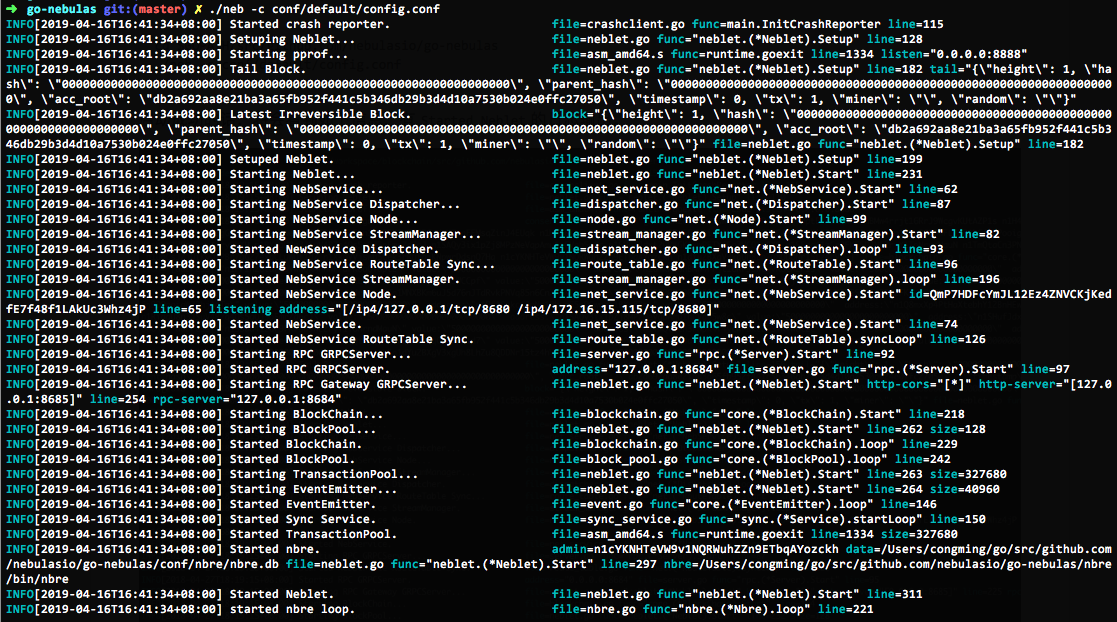 ➜ go-nebulas git:(master) ✗ ./neb -c conf/default/config.conf
INFO[2019-04-16T16:41:34+08:00] Started crash reporter. file=crashclient.go func=main.InitCrashReporter line=115
INFO[2019-04-16T16:41:34+08:00] Setuping Neblet... file=neblet.go func="neblet.(*Neblet).Setup" line=128
INFO[2019-04-16T16:41:34+08:00] Starting pprof... file=asm_amd64.s func=runtime.goexit line=1334 listen="0.0.0.0:8888"
INFO[2019-04-16T16:41:34+08:00] Tail Block. file=neblet.go func="neblet.(*Neblet).Setup" line=182 tail="{\"height\": 1, \"ha
sh\": \"0000000000000000000000000000000000000000000000000000000000000000\", \"parent_hash\": \"000000000000000000000000000000000000000000000000000000000000000
0\", \"acc_root\": \"db2a692aa8e21ba3a65fb952f441c5b346db29b3d4d10a7530b024e0ffc27050\", \"timestamp\": 0, \"tx\": 1, \"miner\": \"\", \"random\": \"\"}"
INFO[2019-04-16T16:41:34+08:00] Latest Irreversible Block. block="{\"height\": 1, \"hash\": \"000000000000000000000000000000000000000000000
0000000000000000000\", \"parent_hash\": \"0000000000000000000000000000000000000000000000000000000000000000\", \"acc_root\": \"db2a692aa8e21ba3a65fb952f441c5b3
46db29b3d4d10a7530b024e0ffc27050\", \"timestamp\": 0, \"tx\": 1, \"miner\": \"\", \"random\": \"\"}" file=neblet.go func="neblet.(*Neblet).Setup" line=182
INFO[2019-04-16T16:41:34+08:00] Setuped Neblet. file=neblet.go func="neblet.(*Neblet).Setup" line=199
INFO[2019-04-16T16:41:34+08:00] Starting Neblet... file=neblet.go func="neblet.(*Neblet).Start" line=231
INFO[2019-04-16T16:41:34+08:00] Starting NebService... file=net_service.go func="net.(*NebService).Start" line=62
INFO[2019-04-16T16:41:34+08:00] Starting NebService Dispatcher... file=dispatcher.go func="net.(*Dispatcher).Start" line=87
INFO[2019-04-16T16:41:34+08:00] Starting NebService Node... file=node.go func="net.(*Node).Start" line=99
INFO[2019-04-16T16:41:34+08:00] Starting NebService StreamManager... file=stream_manager.go func="net.(*StreamManager).Start" line=82
INFO[2019-04-16T16:41:34+08:00] Started NewService Dispatcher. file=dispatcher.go func="net.(*Dispatcher).loop" line=93
INFO[2019-04-16T16:41:34+08:00] Starting NebService RouteTable Sync... file=route_table.go func="net.(*RouteTable).Start" line=96
INFO[2019-04-16T16:41:34+08:00] Started NebService StreamManager. file=stream_manager.go func="net.(*StreamManager).loop" line=196
INFO[2019-04-16T16:41:34+08:00] Started NebService Node. file=net_service.go func="net.(*NebService).Start" id=QmP7HDFcYmJL12Ez4ZNVCKjKed
fE7f48f1LAkUc3Whz4jP line=65 listening address="[/ip4/127.0.0.1/tcp/8680 /ip4/172.16.15.115/tcp/8680]"
INFO[2019-04-16T16:41:34+08:00] Started NebService. file=net_service.go func="net.(*NebService).Start" line=74
INFO[2019-04-16T16:41:34+08:00] Started NebService RouteTable Sync. file=route_table.go func="net.(*RouteTable).syncLoop" line=126
INFO[2019-04-16T16:41:34+08:00] Starting RPC GRPCServer... file=server.go func="rpc.(*Server).Start" line=92
INFO[2019-04-16T16:41:34+08:00] Started RPC GRPCServer. address="127.0.0.1:8684" file=server.go func="rpc.(*Server).Start" line=97
INFO[2019-04-16T16:41:34+08:00] Starting RPC Gateway GRPCServer... file=neblet.go func="neblet.(*Neblet).Start" http-cors="[*]" http-server="[127.0
.0.1:8685]" line=254 rpc-server="127.0.0.1:8684"
INFO[2019-04-16T16:41:34+08:00] Starting BlockChain... file=blockchain.go func="core.(*BlockChain).Start" line=218
INFO[2019-04-16T16:41:34+08:00] Starting BlockPool... file=neblet.go func="neblet.(*Neblet).Start" line=262 size=128
INFO[2019-04-16T16:41:34+08:00] Started BlockChain. file=blockchain.go func="core.(*BlockChain).loop" line=229
INFO[2019-04-16T16:41:34+08:00] Started BlockPool. file=block_pool.go func="core.(*BlockPool).loop" line=242
INFO[2019-04-16T16:41:34+08:00] Starting TransactionPool... file=neblet.go func="neblet.(*Neblet).Start" line=263 size=327680
INFO[2019-04-16T16:41:34+08:00] Starting EventEmitter... file=neblet.go func="neblet.(*Neblet).Start" line=264 size=40960
INFO[2019-04-16T16:41:34+08:00] Started EventEmitter. file=event.go func="core.(*EventEmitter).loop" line=146
INFO[2019-04-16T16:41:34+08:00] Started Sync Service. file=sync_service.go func="sync.(*Service).startLoop" line=150
INFO[2019-04-16T16:41:34+08:00] Started TransactionPool. file=asm_amd64.s func=runtime.goexit line=1334 size=327680
INFO[2019-04-16T16:41:34+08:00] Started nbre. admin=n1cYKNHTeVW9v1NQRWuhZZn9ETbqAYozckh data=/Users/congming/go/src/github.com
/nebulasio/go-nebulas/conf/nbre/nbre.db file=neblet.go func="neblet.(*Neblet).Start" line=297 nbre=/Users/congming/go/src/github.com/nebulasio/go-nebulas/nbre
/bin/nbre
INFO[2019-04-16T16:41:34+08:00] Started Neblet. file=neblet.go func="neblet.(*Neblet).Start" line=311
INFO[2019-04-16T16:41:34+08:00] started nbre loop. file=nbre.go func="nbre.(*Nbre).loop" line=221